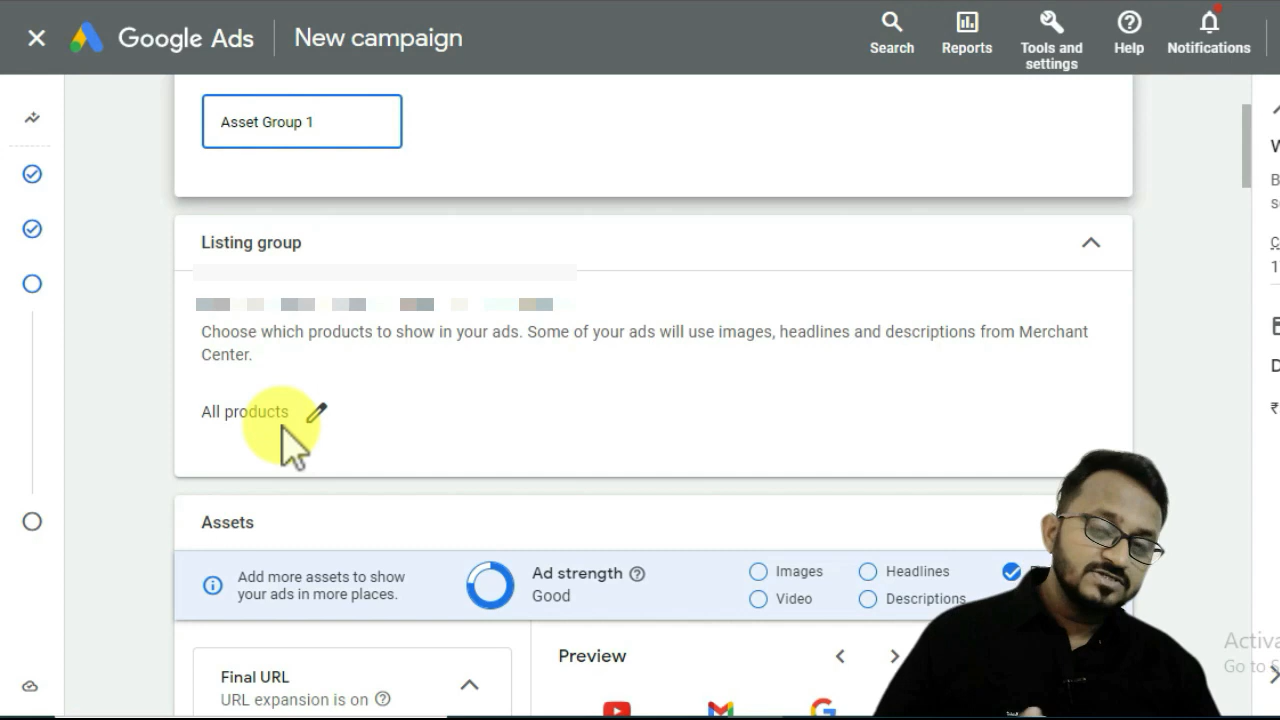 Google Ads
New campaign
Search
Reports
Tools and
settings
Help
Notifications
Asset Group 1
Listing group
Choose which products to show in your ads. Some of your ads will use images, headlines and descriptions from Merchant
Center.
All products
Assets
Add more assets to show
your ads in more places.
Ad strength
Good
Images
Headlines
Video
Descriptions
Final URL
URL expansion is on
Preview
₹